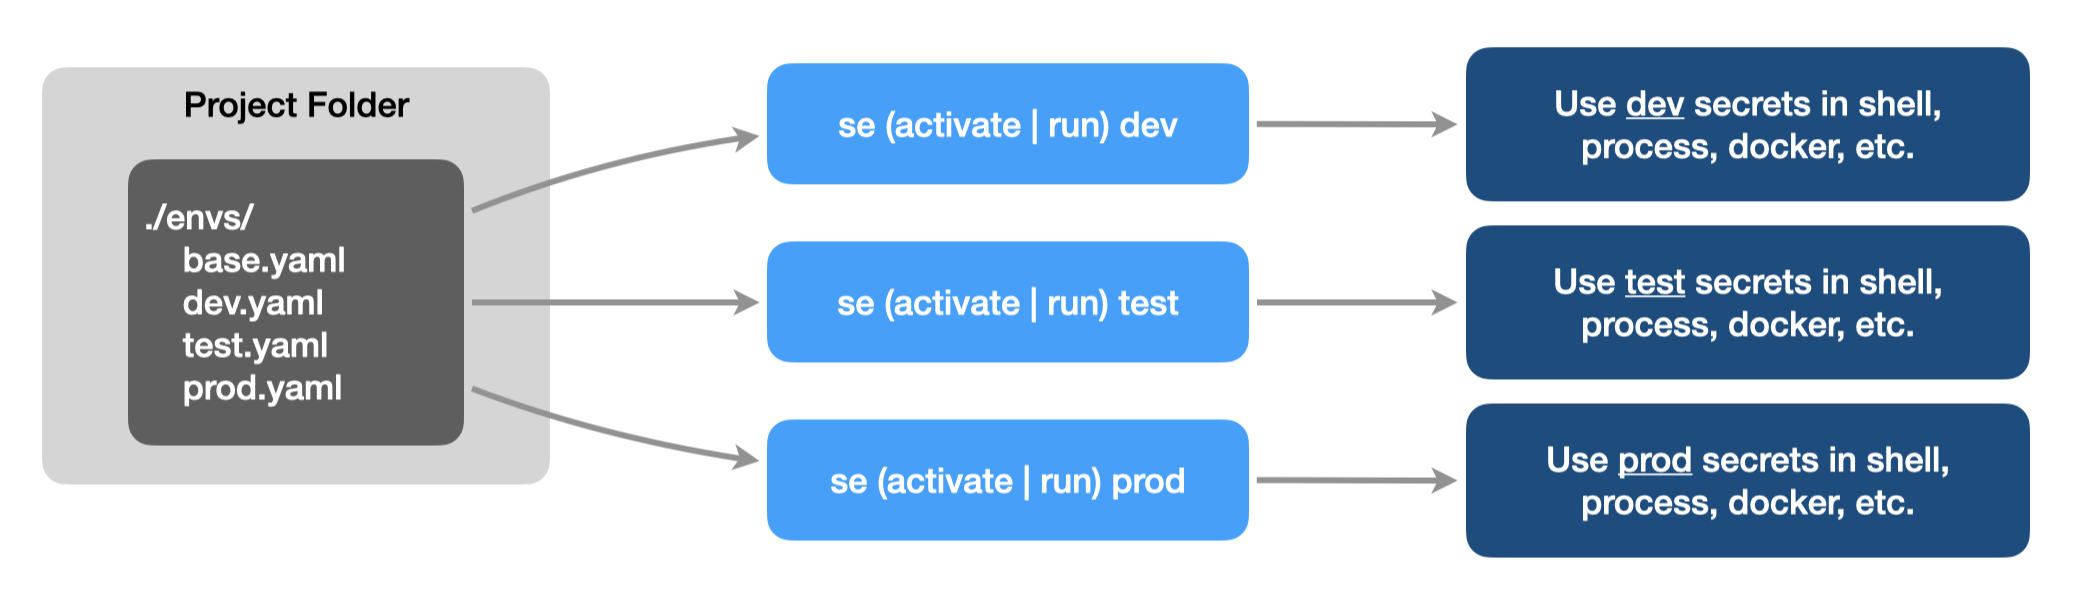 Project Folder
./envs/
base.yaml
dev.yaml
test.yaml
prod.yaml
se (activate | run) dev
Use dev secrets in shell,
process, docker, etc.
se (activate | run) test
Use test secrets in shell,
process, docker, etc.
se (activate | run) prod
Use prod secrets in shell,
process, docker, etc.